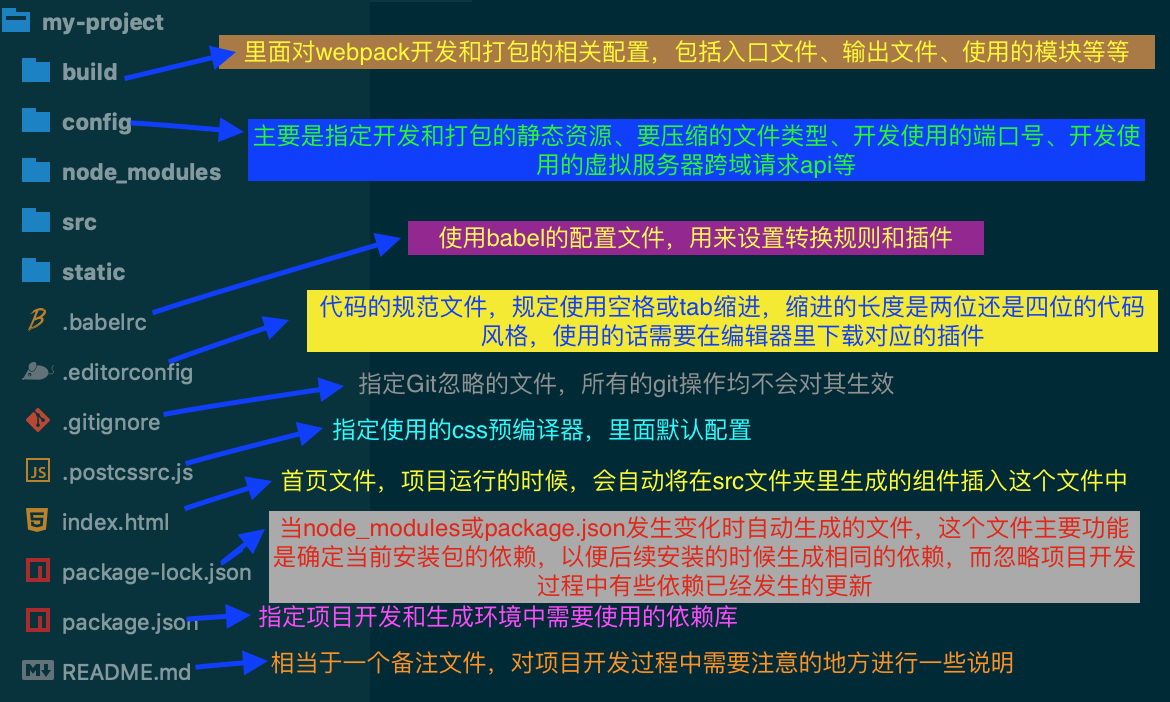 my-project
build
里面对webpack开发和打包的相关配置，包括入口文件、输出文件、使用的模块等等
config
主要是指定开发和打包的静态资源、要压缩的文件类型、开发使用的端口号、开发使
用的虚拟服务器跨域请求api等
node_modules
src
使用babel的配置文件，用来设置转换规则和插件
static
.babelrc
代码的规范文件，规定使用空格或tab缩进，缩进的长度是两位还是四位的代码
风格，使用的话需要在编辑器里下载对应的插件
.editorconfig
指定Git忽略的文件，所有的git操作均不会对其生效
.gitignore
指定使用的css预编译器，里面默认配置
.postcssrc.js
JS
首页文件，项目运行的时候，会自动将在src文件夹里生成的组件插入这个文件中
index.html
5
当node_modules或package.json发生变化时自动生成的文件，这个文件主要功能
是确定当前安装包的依赖，以便后续安装的时候生成相同的依赖，而忽略项目开发
过程中有些依赖已经发生的更新
package-lock.json
package.json
指定项目开发和生成环境中需要使用的依赖库
M
README.md
相当于一个备注文件，对项目开发过程中需要注意的地方进行一些说明